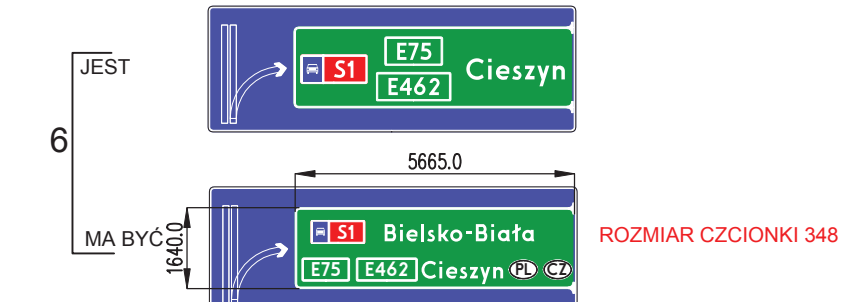 6
JEST
S1 E75 Cieszyn
E462
5665.0
MA BYĆ
1640.0
S1 Bielsko-Biała
E75 E462 Cieszyn PL CZ
ROZMIAR CZCIONKI 348